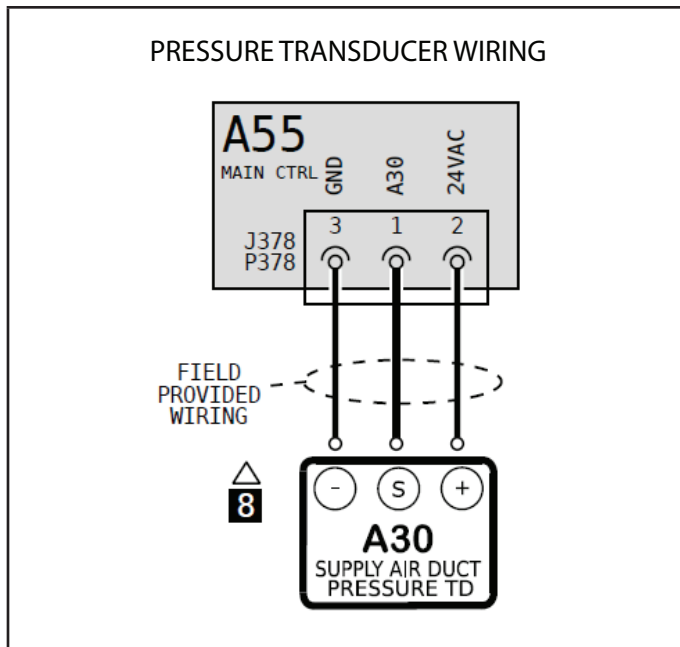 PRESSURE TRANSDUCER WIRING
A55
MAIN CTRL
GND
A30
24VAC
3 1 2
J378
P378
FIELD
PROVIDED
WIRING
8
- S +
A30
SUPPLY AIR DUCT
PRESSURE TD